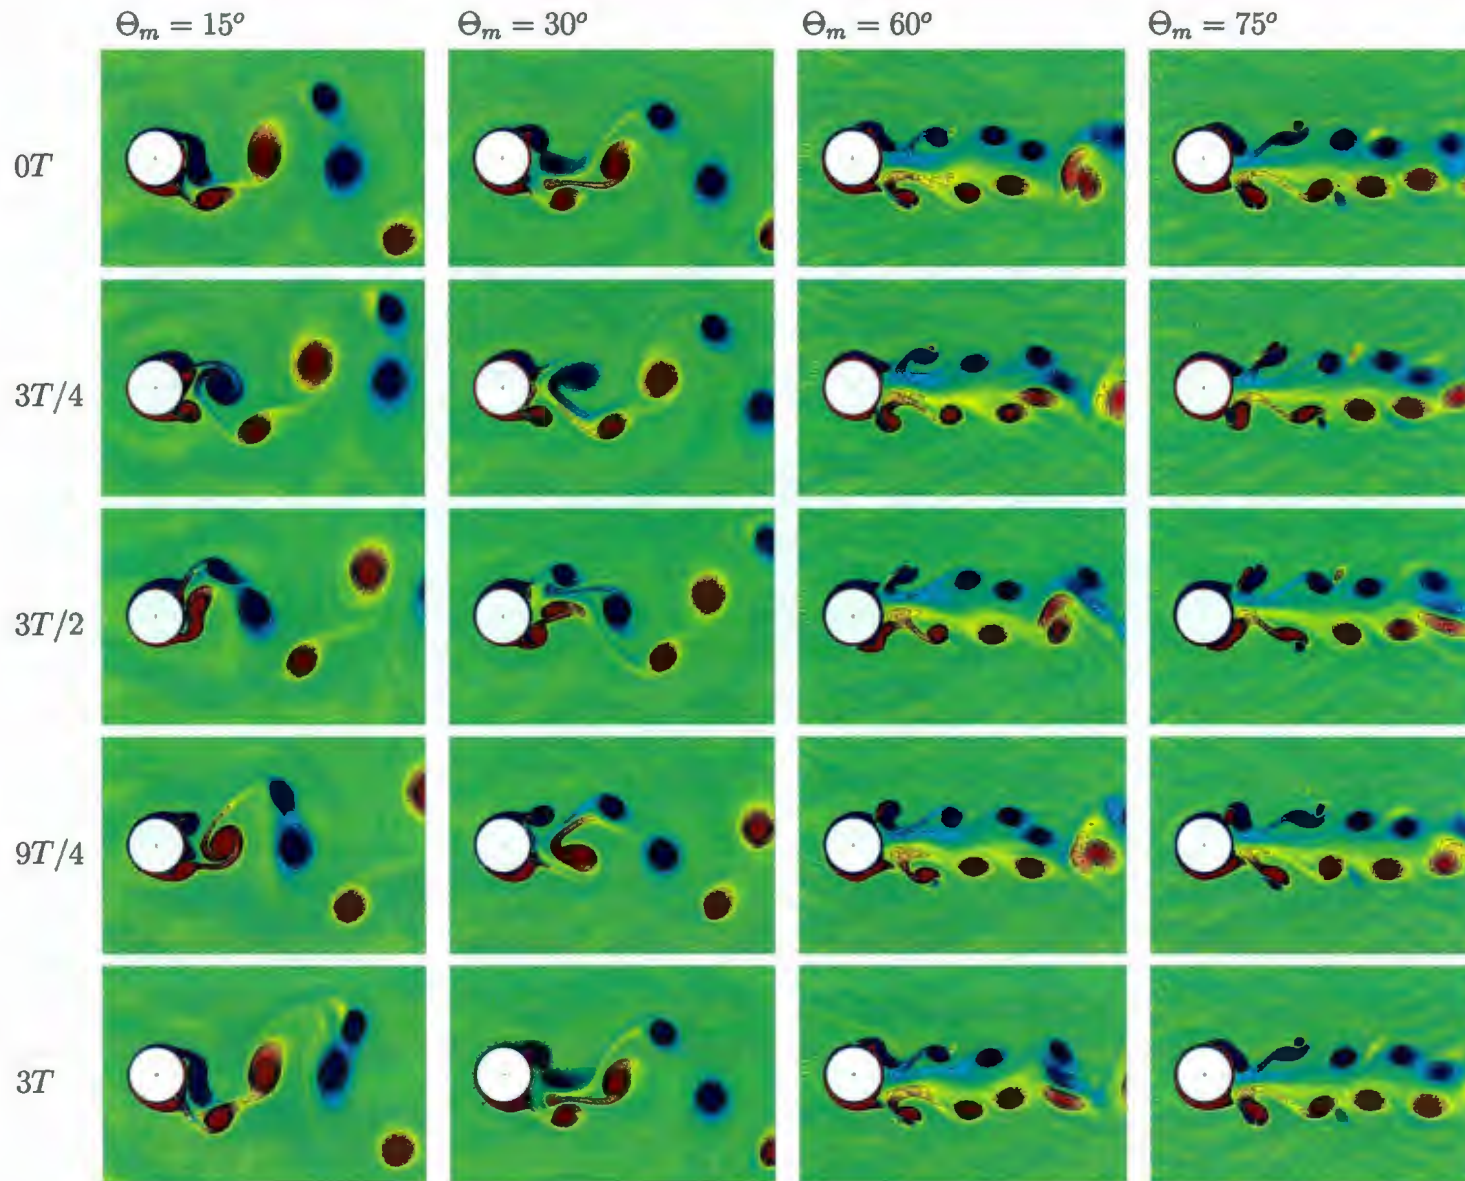 Θₘ = 15° Θₘ = 30° Θₘ = 60° Θₘ = 75°
0T
3T/4
3T/2
9T/4
3T